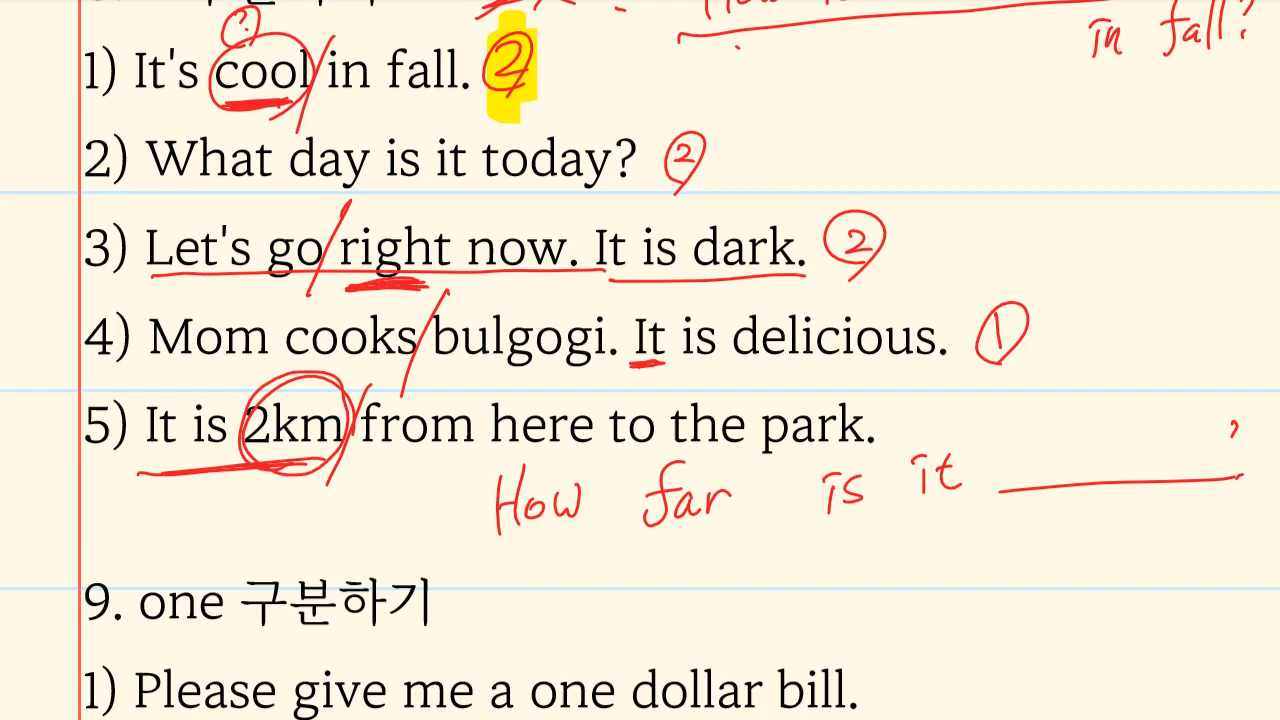 in fall?
?
1) It's cool in fall. ②
2) What day is it today? ②
3) Let's go right now. It is dark. ②
4) Mom cooks bulgogi. It is delicious. ①
5) It is 2km from here to the park.
How far is it ________?
9. one 구분하기
1) Please give me a one dollar bill.